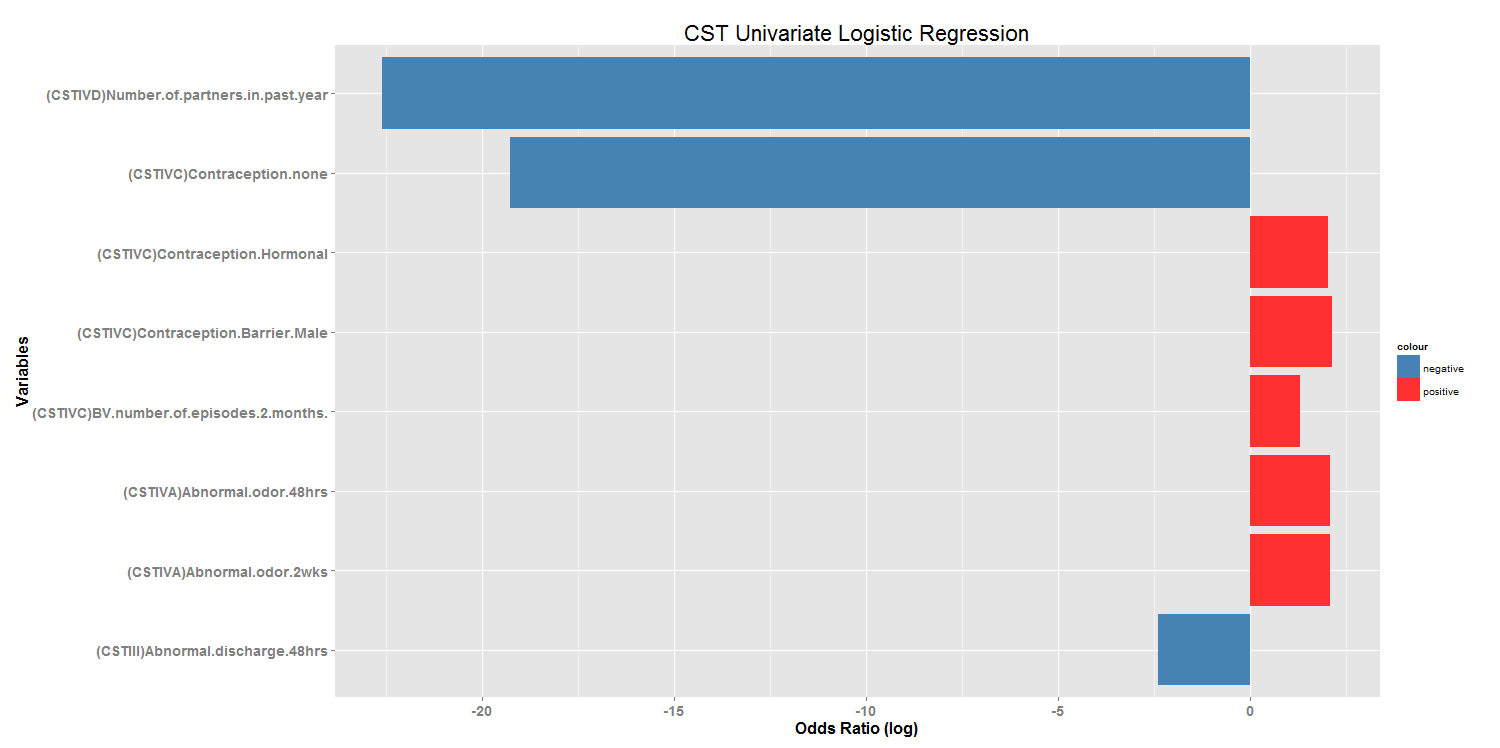 CST Univariate Logistic Regression
(CSTIVD)Number.of.partners.in.past.year
(CSTIVC)Contraception.none
(CSTIVC)Contraception.Hormonal
(CSTIVC)Contraception.Barrier.Male
(CSTIVC)BV.number.of.episodes.2.months.
(CSTIVA)Abnormal.odor.48hrs
(CSTIVA)Abnormal.odor.2wks
(CSTIII)Abnormal.discharge.48hrs
Variables
-20 -15 -10 -5 0
Odds Ratio (log)
colour
negative
positive